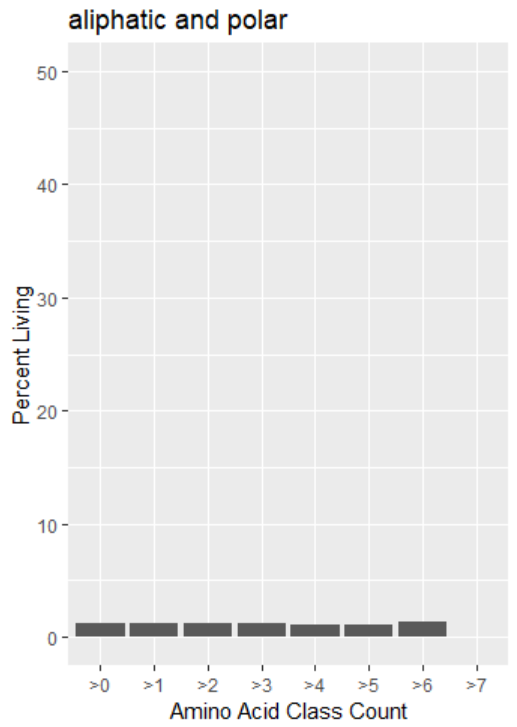 aliphatic and polar
50
40
30
20
10
0
Percent Living
>0 >1 >2 >3 >4 >5 >6 >7
Amino Acid Class Count